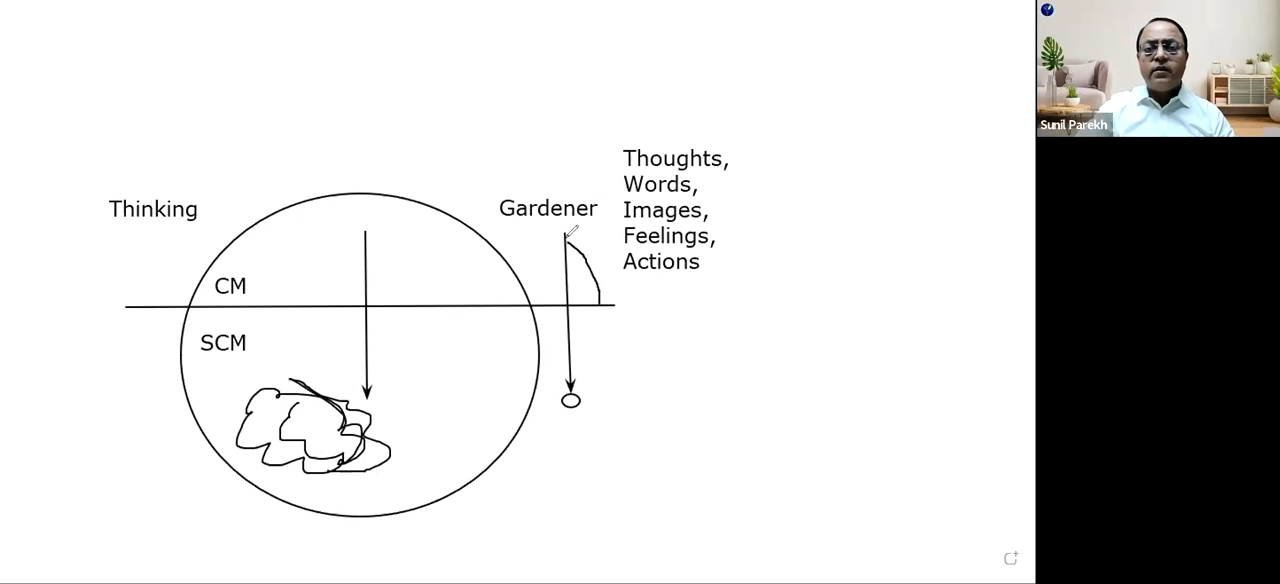 Thinking
Gardener
Thoughts,
Words,
Images,
Feelings,
Actions
CM
SCM
Sunil Parekh